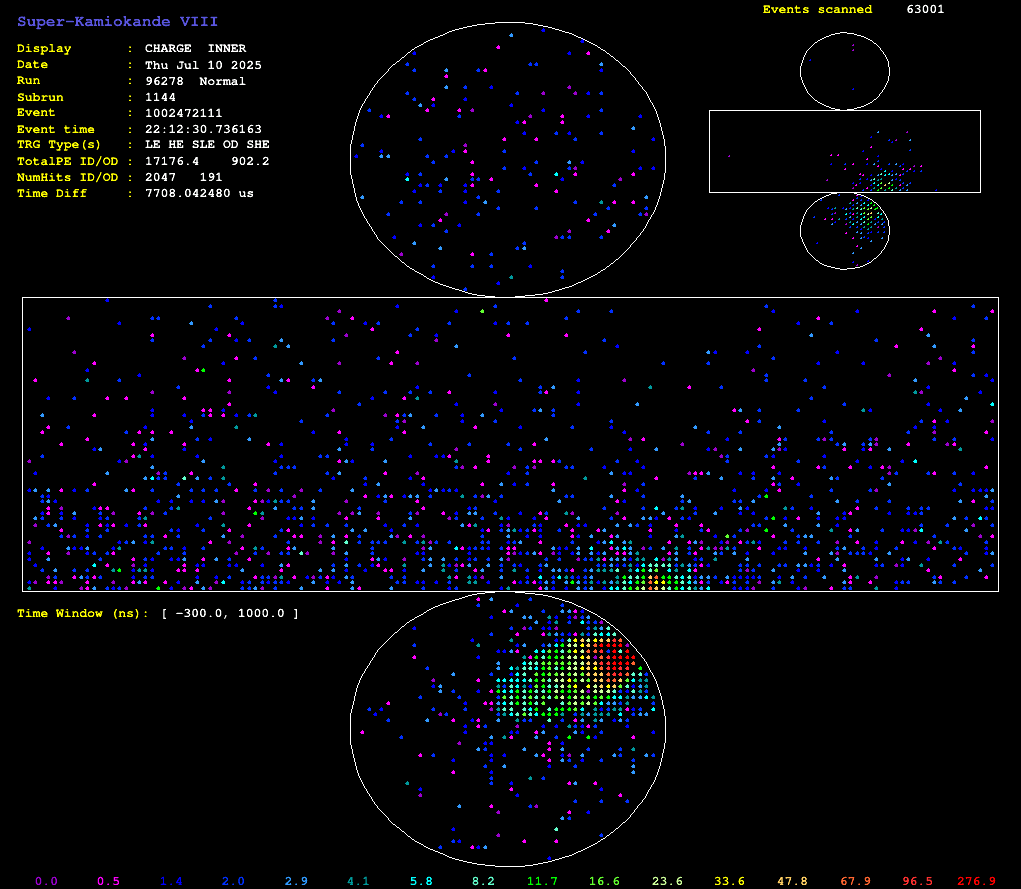 Super-Kamiokande VIII
Events scanned 63001
Display : CHARGE INNER
Date : Thu Jul 10 2025
Run : 96278 Normal
Subrun : 1144
Event : 1002472111
Event time : 22:12:30.736163
TRG Type(s) : LE HE SLE OD SHE
TotalPE ID/OD : 17176.4 902.2
NumHits ID/OD : 2047 191
Time Diff : 7708.042480 us
Time Window (ns): [ -300.0, 1000.0 ]
0.0 0.5 1.4 2.0 2.9 4.1 5.8 8.2 11.7 16.6 23.6 33.6 47.8 67.9 96.5 276.9